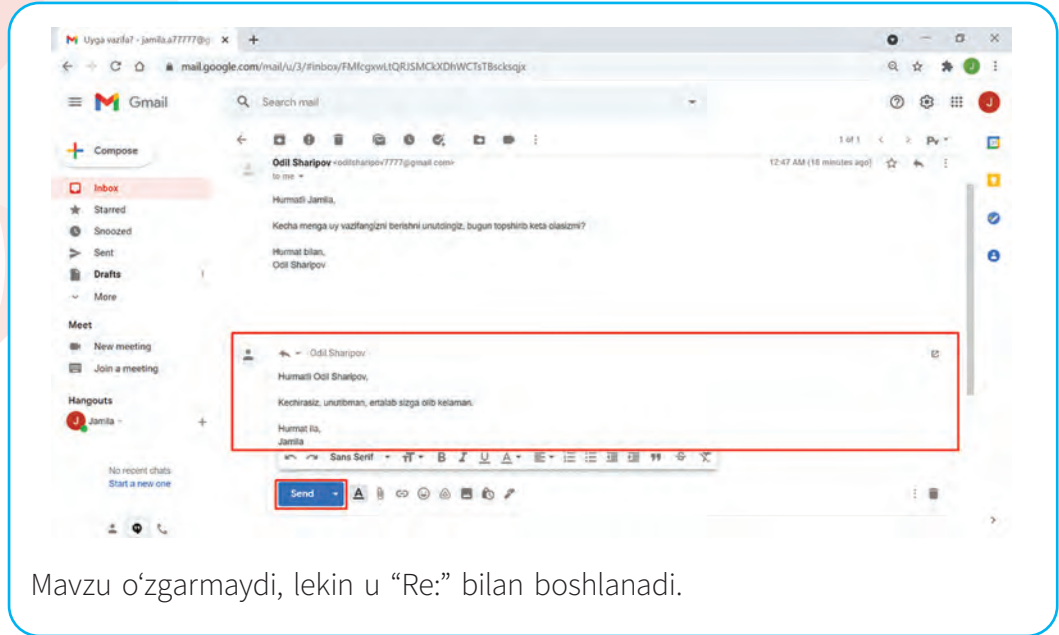 Uyga vazifa? - jamila.a77777@g
mail.google.com/mail/u/3/#inbox/FMfcgxwLtQRJSMCkXDhWCTsTBscksqjx
Gmail
Search mail
Compose
1 of 1
Odil Sharipov <odilsharipov7777@gmail.com>
12:47 AM (18 minutes ago)
to me
Inbox
Hurmatli Jamila,
Starred
Snoozed
Kecha menga uy vazifangizni berishni unutdingiz, bugun topshirib keta olasizmi?
Sent
Hurmat bilan,
Odil Sharipov
Drafts 1
More
Meet
New meeting
Join a meeting
Odil Sharipov
Hurmatli Odil Sharipov,
Kechirasiz, unutibman, ertalab sizga olib kelaman.
Hangouts
Jamila
Hurmat ila,
Jamila
Sans Serif
No recent chats
Start a new one
Send
Mavzu o‘zgarmaydi, lekin u “Re:” bilan boshlanadi.